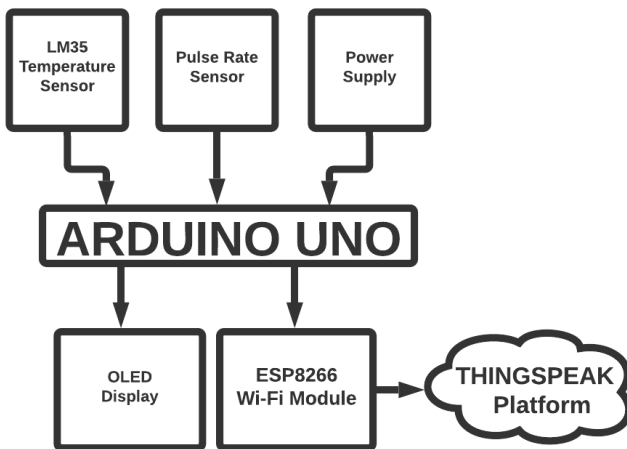 LM35
Temperature
Sensor
Pulse Rate
Sensor
Power
Supply
ARDUINO UNO
OLED
Display
ESP8266
Wi-Fi Module
THINGSPEAK
Platform